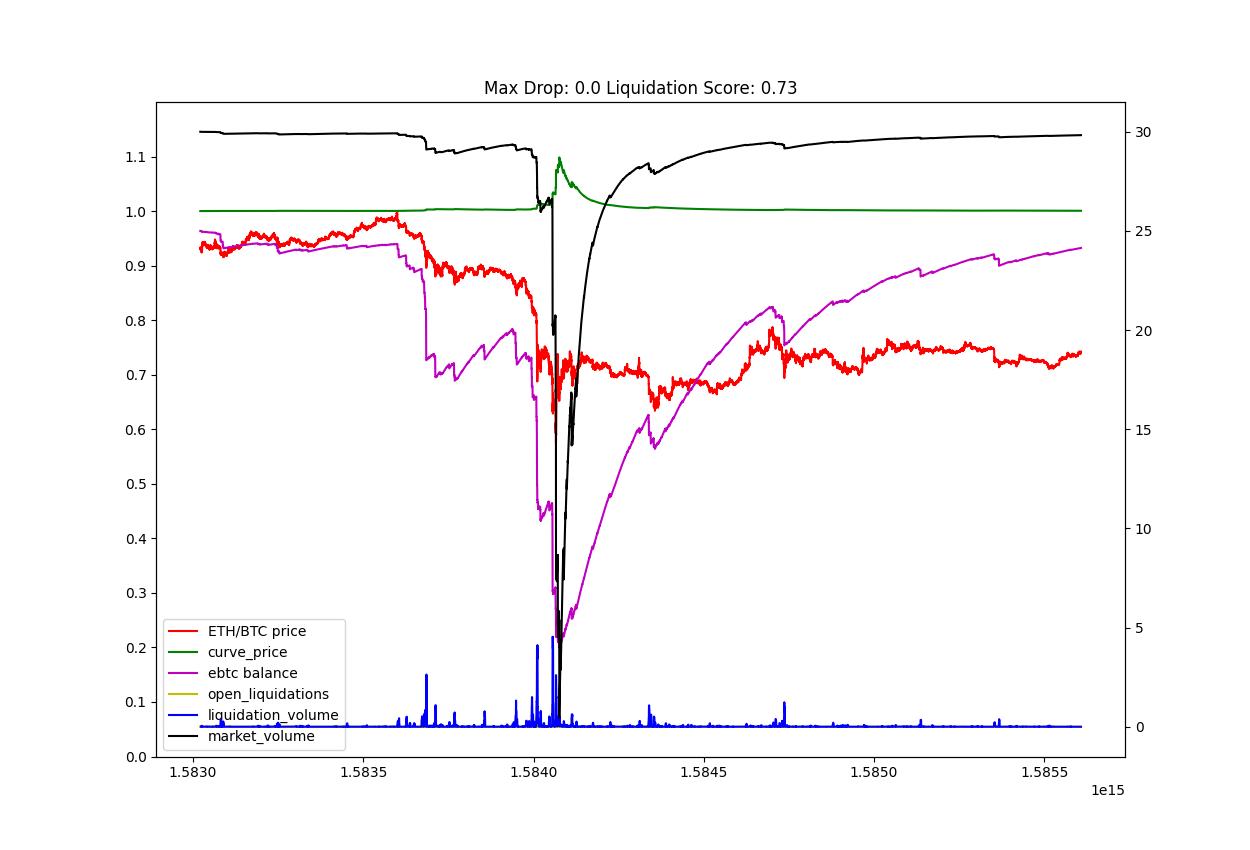 Max Drop: 0.0 Liquidation Score: 0.73
1.1
1.0
0.9
0.8
0.7
0.6
0.5
0.4
0.3
0.2
0.1
0.0
30
25
20
15
10
5
0
ETH/BTC price
curve_price
ebtc balance
open_liquidations
liquidation_volume
market_volume
1.5830 1.5835 1.5840 1.5845 1.5850 1.5855
1e15